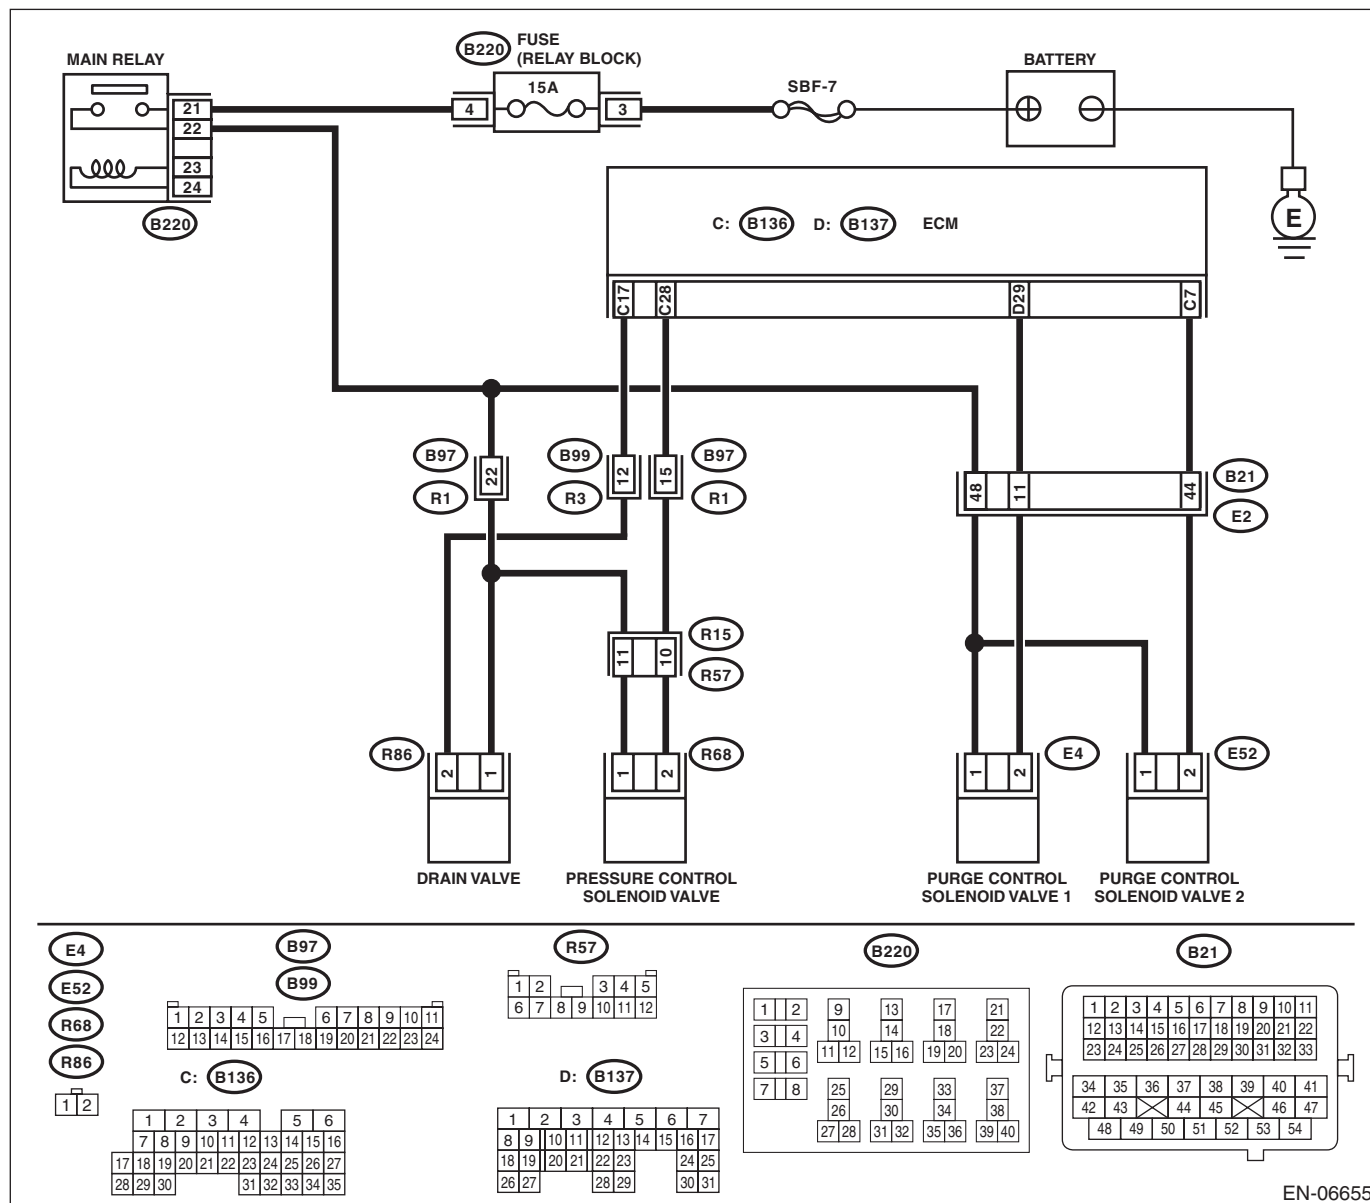 MAIN RELAY
B220
FUSE
(RELAY BLOCK)
15A
SBF-7
BATTERY
21
22
23
24
4
3
B220
E
C: B136 D: B137 ECM
C17
C28
D29
C7
B97
R1
22
B99
R3
12
15
B97
R1
48
11
44
B21
E2
11
10
R15
R57
R86
2
1
1
2
R68
1
2
E4
1
2
E52
DRAIN VALVE
PRESSURE CONTROL
SOLENOID VALVE
PURGE CONTROL
SOLENOID VALVE 1
PURGE CONTROL
SOLENOID VALVE 2
E4
E52
R68
R86
1 2
B97
B99
1 2 3 4 5 6 7 8 9 10 11
12 13 14 15 16 17 18 19 20 21 22 23 24
C: B136
1 2 3 4 5 6
7 8 9 10 11 12 13 14 15 16
17 18 19 20 21 22 23 24 25 26 27
28 29 30 31 32 33 34 35
R57
1 2 3 4 5
6 7 8 9 10 11 12
D: B137
1 2 3 4 5 6 7
8 9 10 11 12 13 14 15 16 17
18 19 20 21 22 23 24 25
26 27 28 29 30 31
B220
1 2
3 4
5 6
7 8
9
10
11 12
13
14
15 16
17
18
19 20
21
22
23 24
25
26
27 28
29
30
31 32
33
34
35 36
37
38
39 40
B21
1 2 3 4 5 6 7 8 9 10 11
12 13 14 15 16 17 18 19 20 21 22
23 24 25 26 27 28 29 30 31 32 33
34 35 36 37 38 39 40 41
42 43 44 45 46 47
48 49 50 51 52 53 54
EN-06655